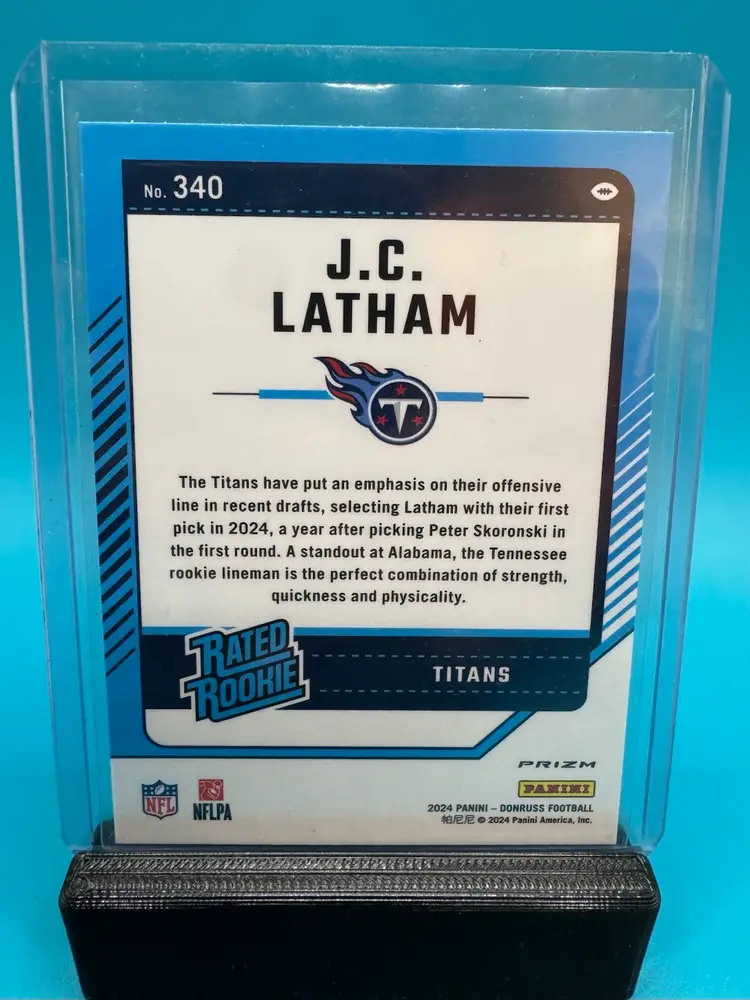 No. 340
J.C.
LATHAM
T
The Titans have put an emphasis on their offensive
line in recent drafts, selecting Latham with their first
pick in 2024, a year after picking Peter Skoronski in
the first round. A standout at Alabama, the Tennessee
rookie lineman is the perfect combination of strength,
quickness and physicality.
RATED
ROOKIE
TITANS
PRIZM
PANINI
NFL
NFLPA
2024 PANINI – DONRUSS FOOTBALL
帕尼尼 © 2024 Panini America, Inc.